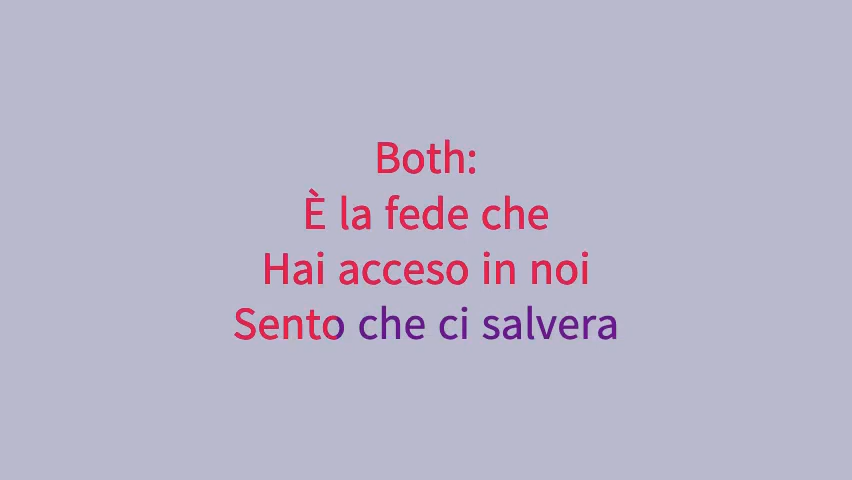 Both:
È la fede che
Hai acceso in noi
Sento che ci salvera